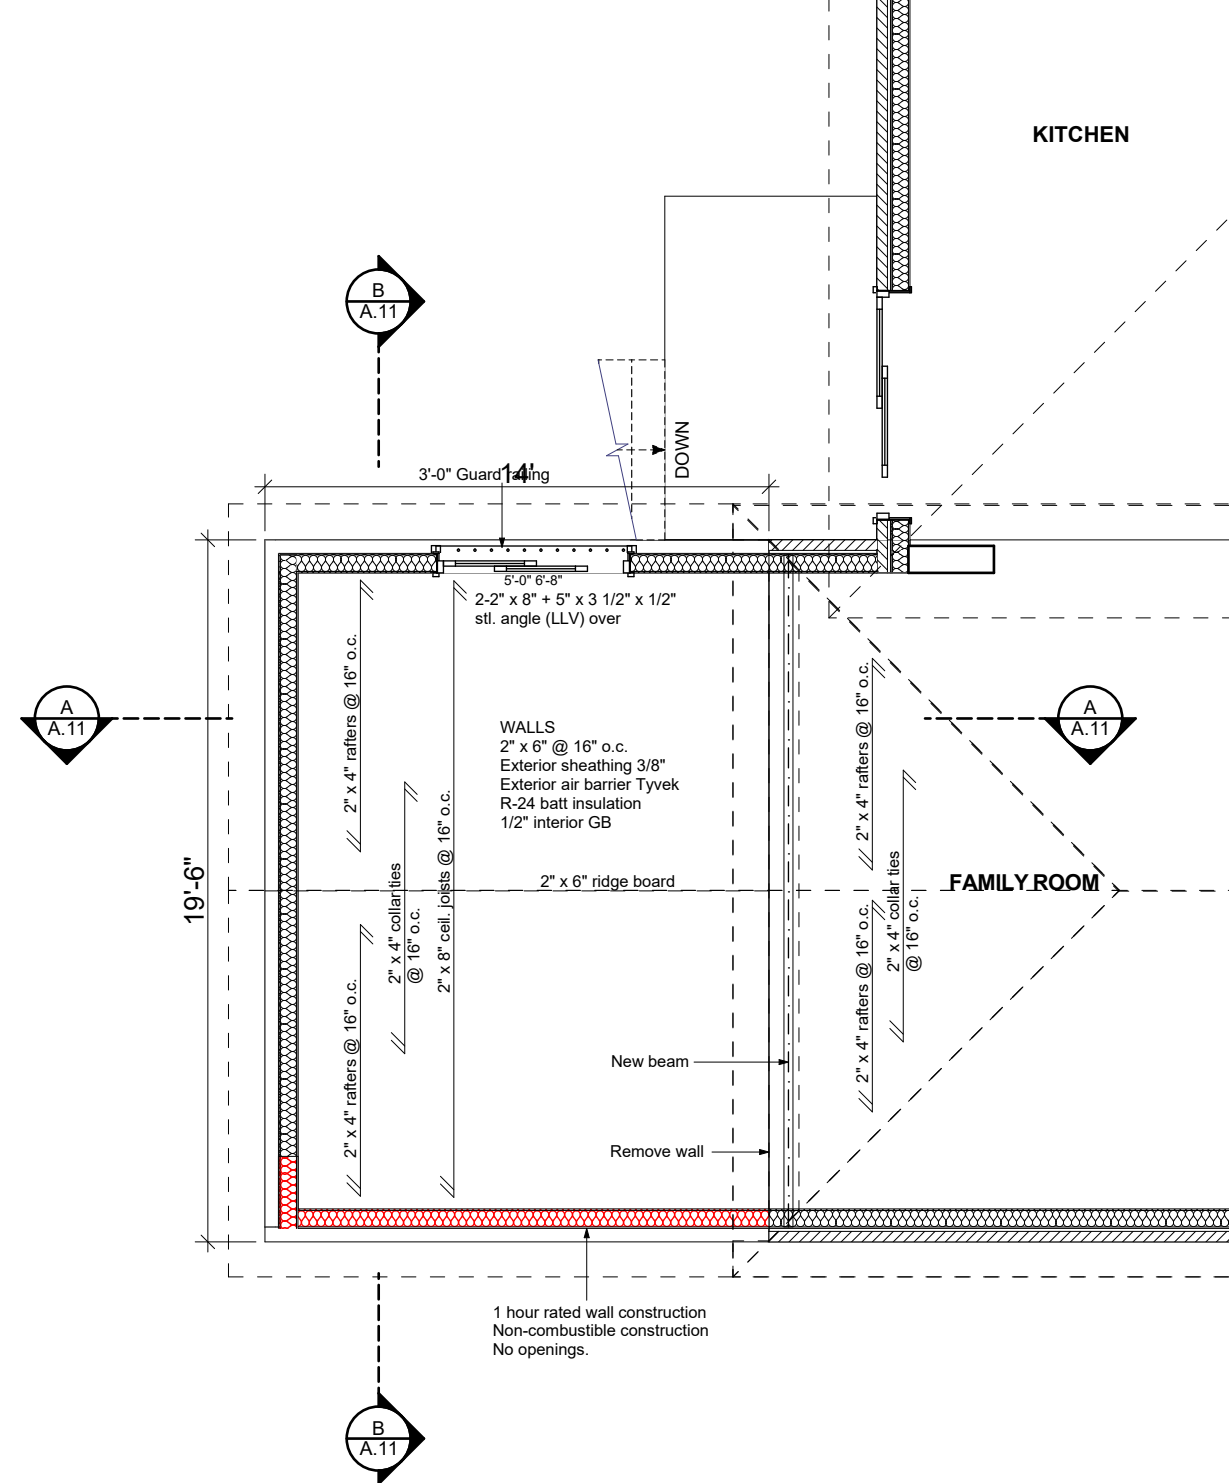 KITCHEN
B
A.11
DOWN
3'-0" Guard railing
14'
5'-0" 6'-8"
2-2" x 8" + 5" x 3 1/2" x 1/2"
stl. angle (LLV) over
A
A.11
A
A.11
2" x 4" rafters @ 16" o.c.
WALLS
2" x 6" @ 16" o.c.
Exterior sheathing 3/8"
Exterior air barrier Tyvek
R-24 batt insulation
1/2" interior GB
2" x 4" rafters @ 16" o.c.
19'-6"
2" x 4" collar ties
@ 16" o.c.
2" x 8" ceil. joists @ 16" o.c.
2" x 6" ridge board
FAMILY ROOM
2" x 4" collar ties
@ 16" o.c.
2" x 4" rafters @ 16" o.c.
2" x 4" rafters @ 16" o.c.
New beam
Remove wall
1 hour rated wall construction
Non-combustible construction
No openings.
B
A.11